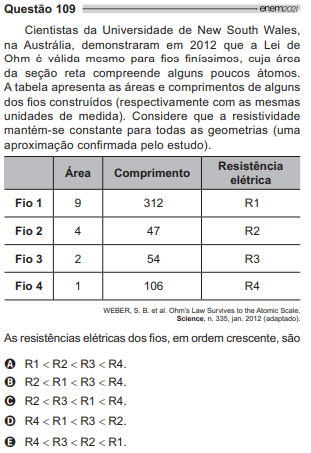 Questão 109 enem2021
Cientistas da Universidade de New South Wales,
na Austrália, demonstraram em 2012 que a Lei de
Ohm é válida mesmo para fios finíssimos, cuja área
da seção reta compreende alguns poucos átomos.
A tabela apresenta as áreas e comprimentos de alguns
dos fios construídos (respectivamente com as mesmas
unidades de medida). Considere que a resistividade
mantém-se constante para todas as geometrias (uma
aproximação confirmada pelo estudo).
Área Comprimento Resistência elétrica
Fio 1 9 312 R1
Fio 2 4 47 R2
Fio 3 2 54 R3
Fio 4 1 106 R4
WEBER, S. B. et al. Ohm's Law Survives to the Atomic Scale.
Science, n. 335, jan. 2012 (adaptado).
As resistências elétricas dos fios, em ordem crescente, são
A R1 < R2 < R3 < R4.
B R2 < R1 < R3 < R4.
C R2 < R3 < R1 < R4.
D R4 < R1 < R3 < R2.
E R4 < R3 < R2 < R1.